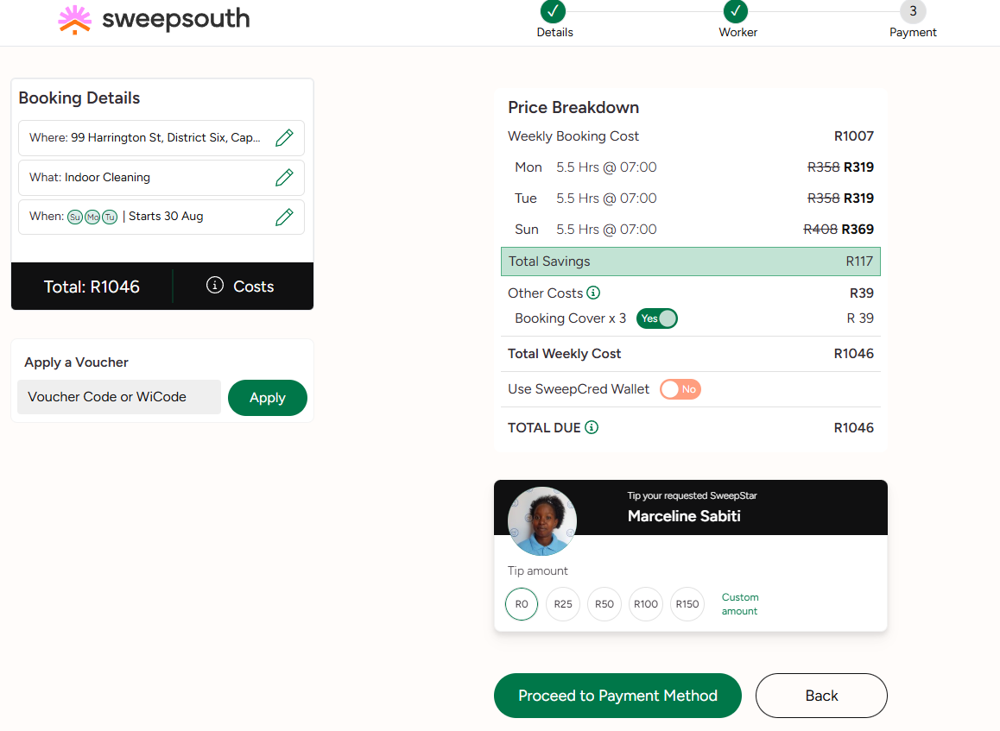 sweepsouth
Details
Worker
3
Payment
Booking Details
Where: 99 Harrington St, District Six, Cap...
What: Indoor Cleaning
When: Su Mo Tu | Starts 30 Aug
Total: R1046
Costs
Apply a Voucher
Voucher Code or WiCode
Apply
Price Breakdown
Weekly Booking Cost R1007
Mon 5.5 Hrs @ 07:00 R358 R319
Tue 5.5 Hrs @ 07:00 R358 R319
Sun 5.5 Hrs @ 07:00 R408 R369
Total Savings R117
Other Costs R39
Booking Cover x 3 Yes R 39
Total Weekly Cost R1046
Use SweepCred Wallet No
TOTAL DUE R1046
Tip your requested SweepStar
Marceline Sabiti
Tip amount
R0 R25 R50 R100 R150 Custom
amount
Proceed to Payment Method
Back